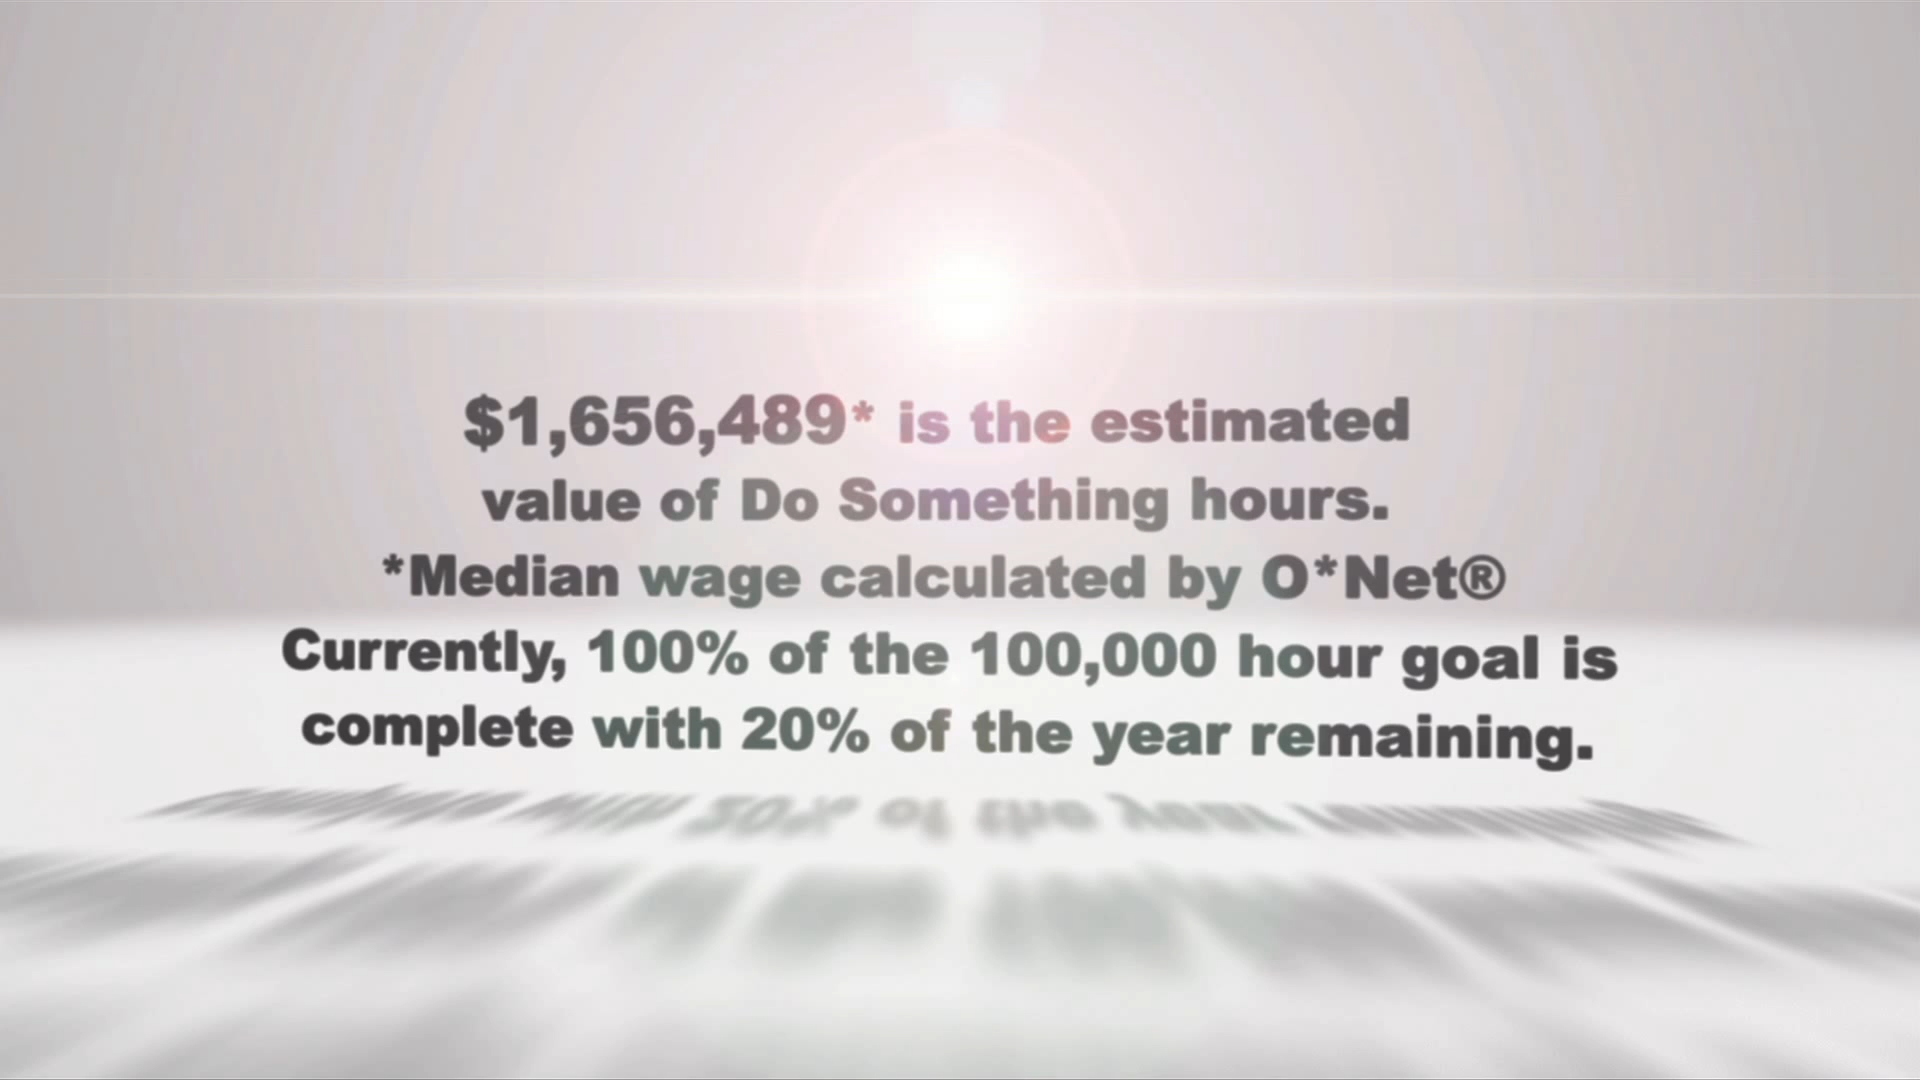 $1,656,489* is the estimated
value of Do Something hours.
*Median wage calculated by O*Net®
Currently, 100% of the 100,000 hour goal is
complete with 20% of the year remaining.